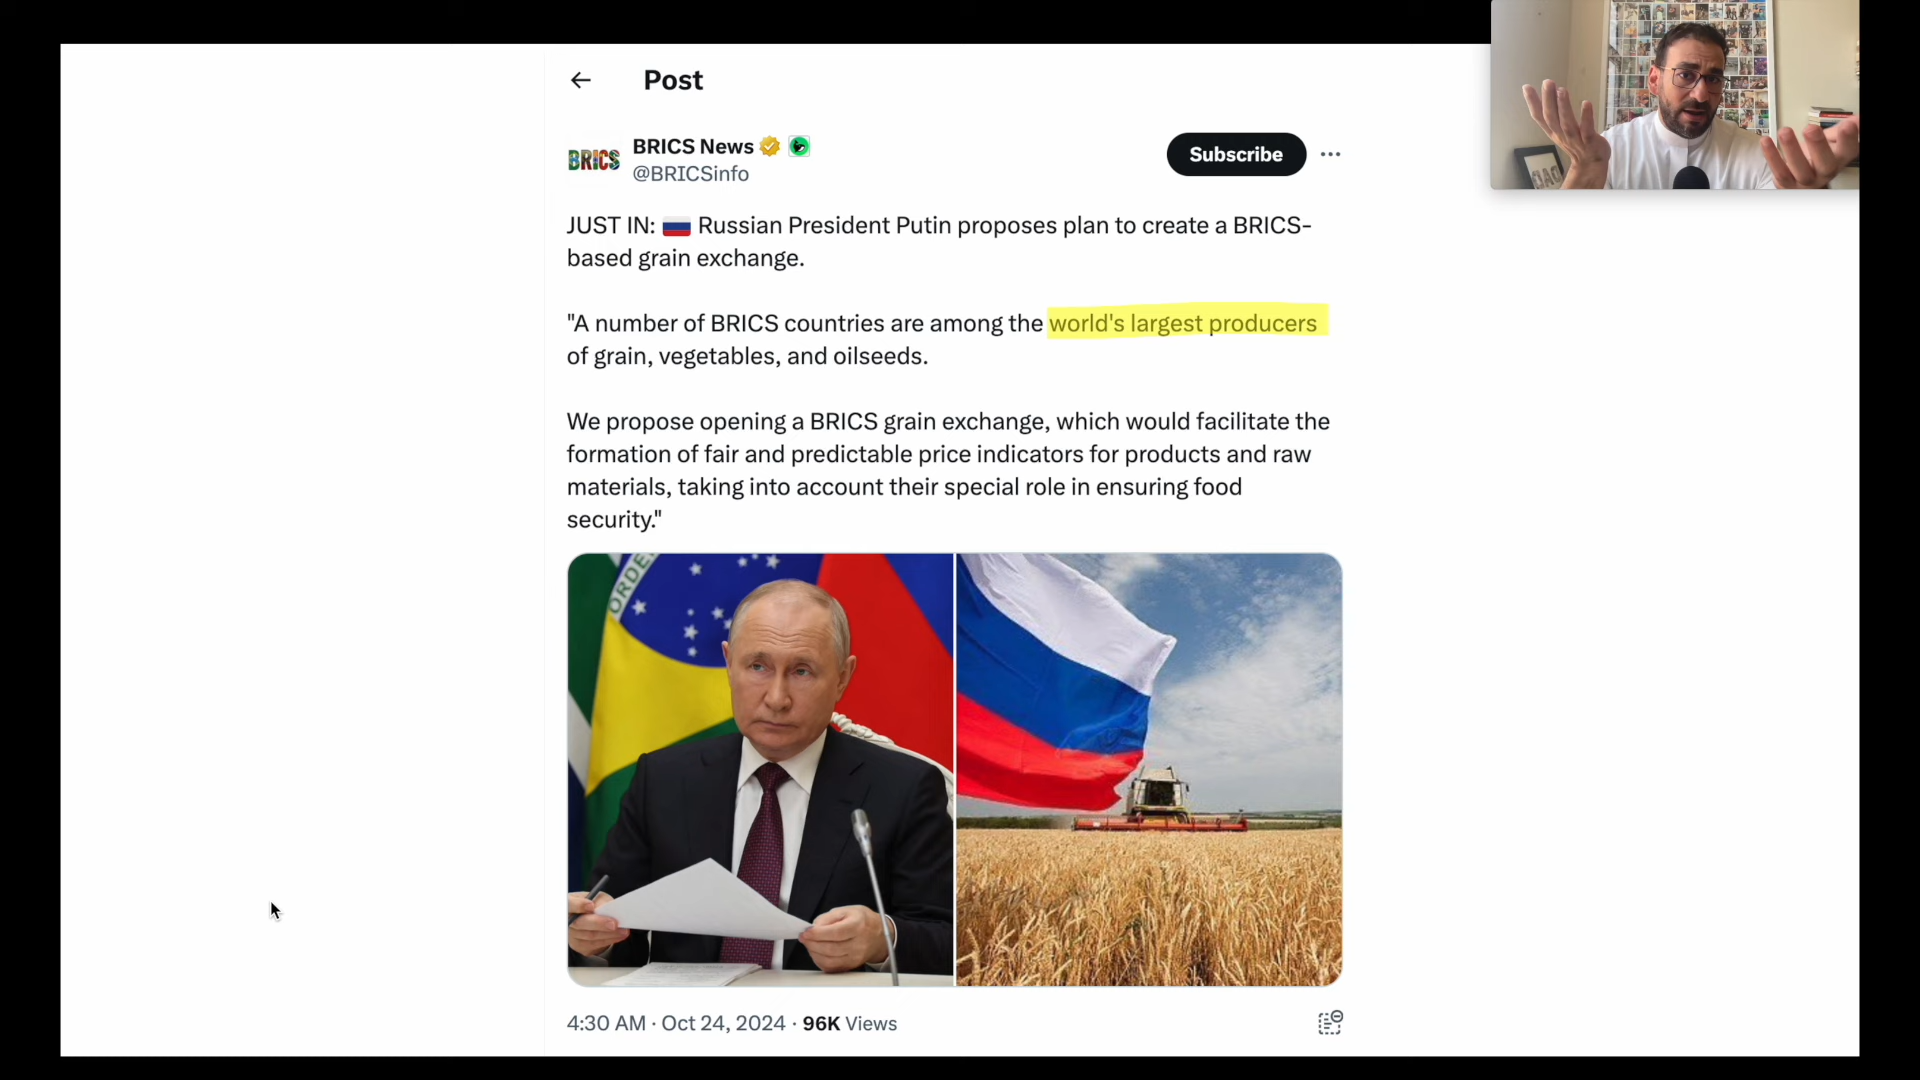 Post
BRICS
BRICS News
@BRICSinfo
Subscribe
JUST IN: 🇷🇺 Russian President Putin proposes plan to create a BRICS-
based grain exchange.
"A number of BRICS countries are among the world's largest producers
of grain, vegetables, and oilseeds.
We propose opening a BRICS grain exchange, which would facilitate the
formation of fair and predictable price indicators for products and raw
materials, taking into account their special role in ensuring food
security."
ORDE
4:30 AM · Oct 24, 2024 · 96K Views